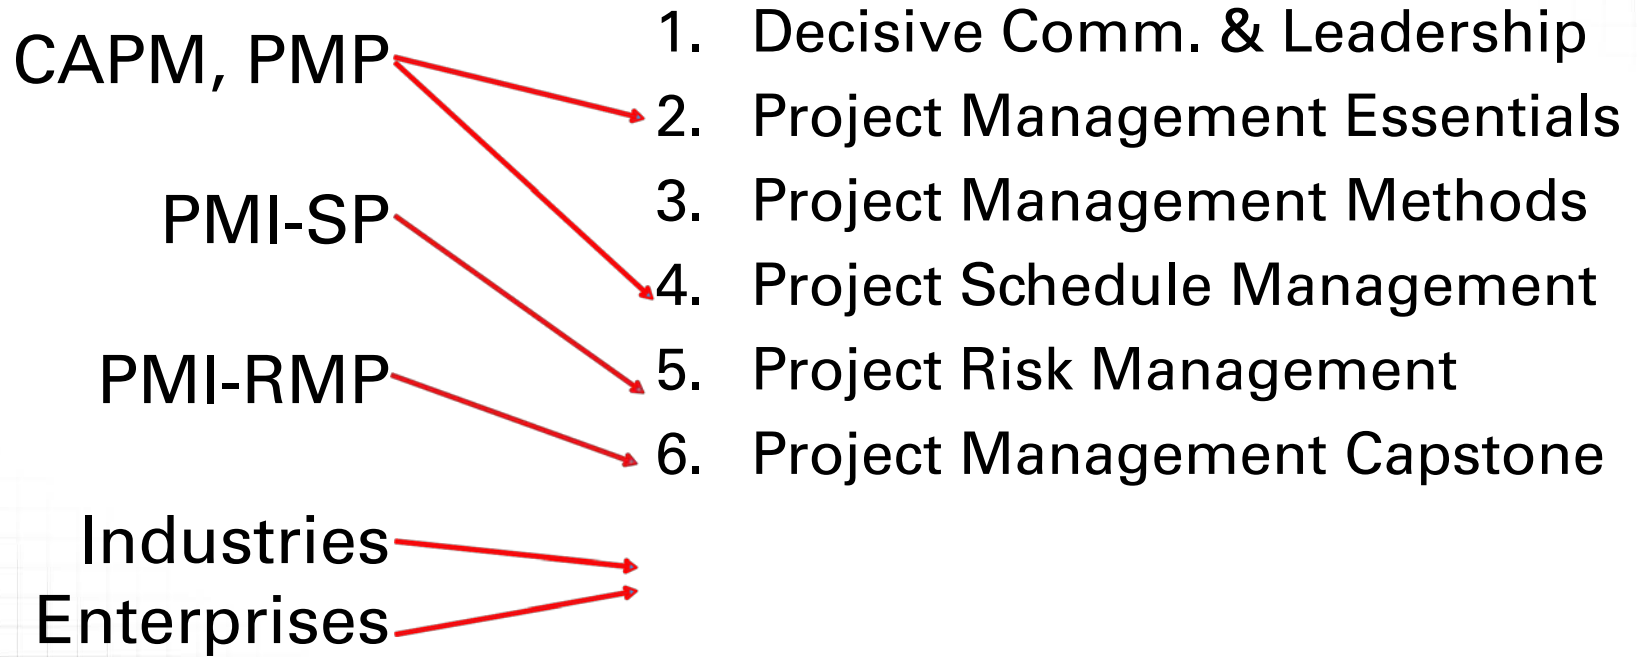 CAPM, PMP
PMI-SP
PMI-RMP
Industries
Enterprises
1. Decisive Comm. & Leadership
2. Project Management Essentials
3. Project Management Methods
4. Project Schedule Management
5. Project Risk Management
6. Project Management Capstone